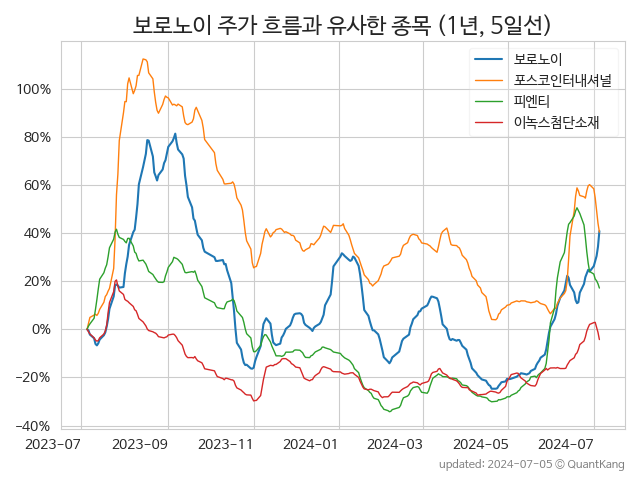 보로노이 주가 흐름과 유사한 종목 (1년, 5일선)
보로노이
포스코인터내셔널
피엔티
이녹스첨단소재
100%
80%
60%
40%
20%
0%
−20%
−40%
2023-07 2023-09 2023-11 2024-01 2024-03 2024-05 2024-07
updated: 2024-07-05 © QuantKang